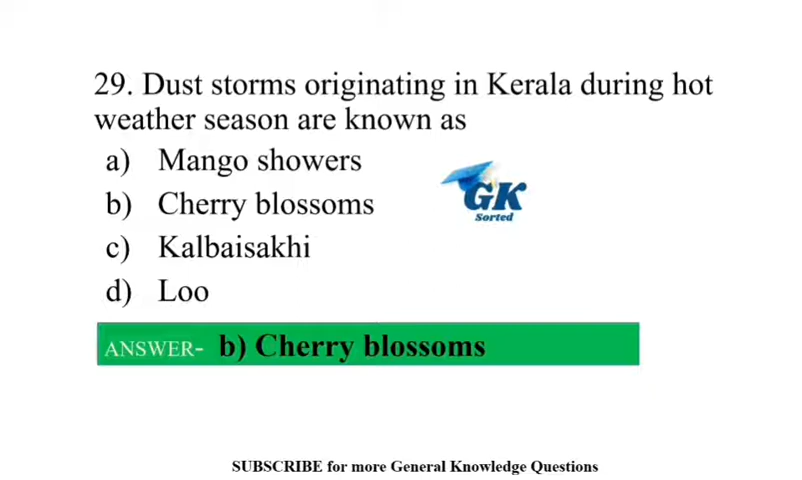 29. Dust storms originating in Kerala during hot
weather season are known as
a) Mango showers
b) Cherry blossoms
GK
Sorted
c) Kalbaisakhi
d) Loo
ANSWER- b) Cherry blossoms
SUBSCRIBE for more General Knowledge Questions